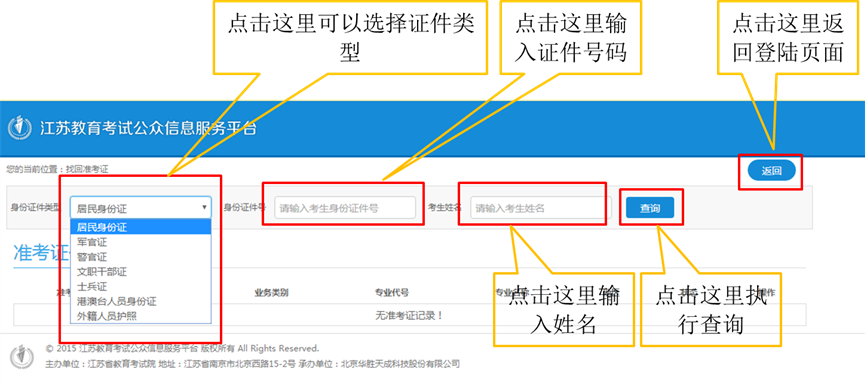 点击这里可以选择证件类
型
点击这里输
入证件号码
点击这里返
回登陆页面
江苏教育考试公众信息服务平台
您的当前位置：找回准考证
返回
身份证件类型
居民身份证
身份证件号
请输入考生身份证件号
考生姓名
请输入考生姓名
查询
居民身份证
军官证
警官证
文职干部证
士兵证
港澳台人员身份证
外籍人员护照
准考证
点击这里输
入姓名
点击这里执
行查询
业务类别
专业代号
无准考证记录！
© 2015 江苏教育考试公众信息服务平台 版权所有 All Rights Reserved.
主办单位：江苏省教育考试院 地址：江苏省南京市北京西路15-2号 承办单位：北京华胜天成科技股份有限公司